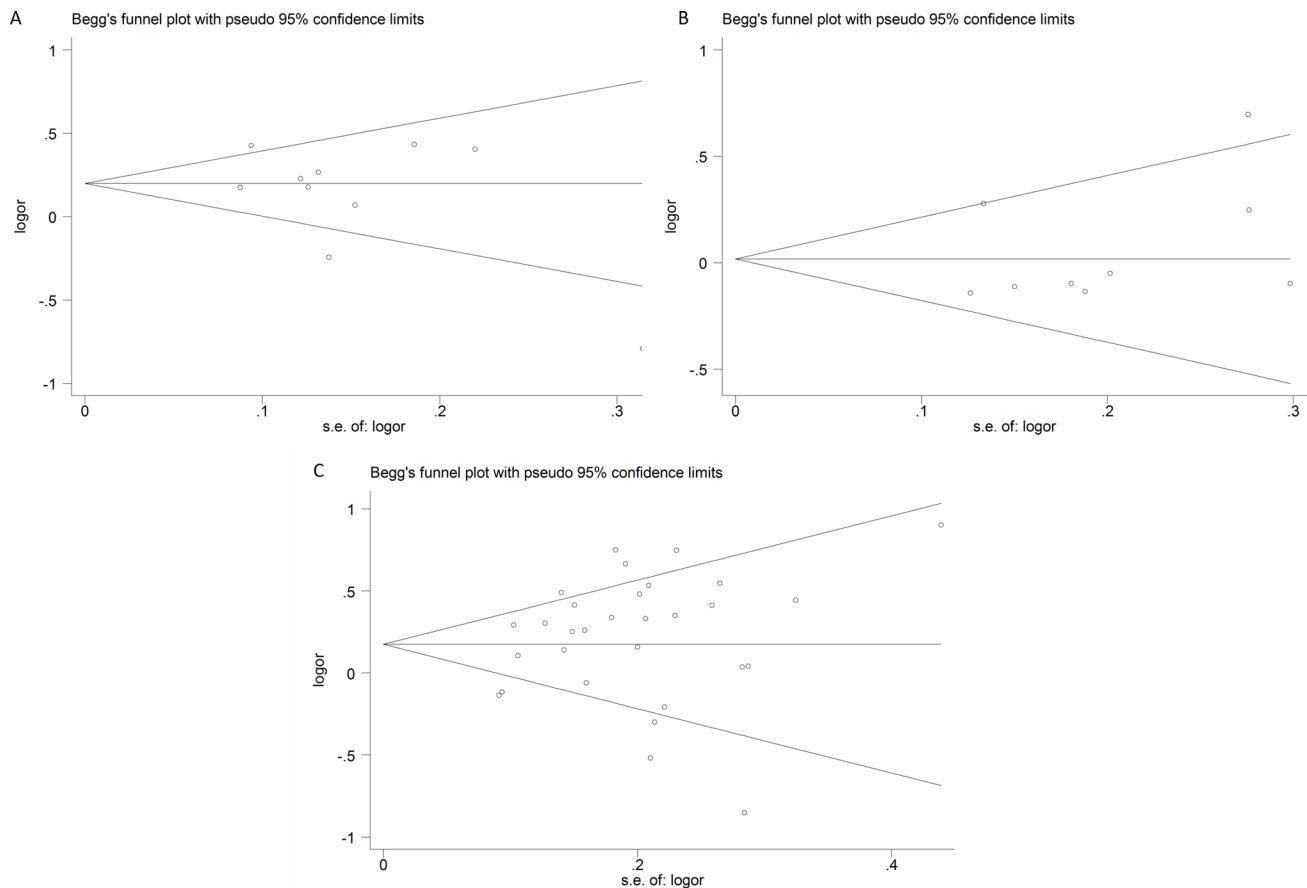 A
Begg's funnel plot with pseudo 95% confidence limits
1
.5
0
-.5
-1
logor
0
.1
.2
.3
s.e. of: logor
B
Begg's funnel plot with pseudo 95% confidence limits
1
.5
0
-.5
logor
0
.1
.2
.3
s.e. of: logor
C
Begg's funnel plot with pseudo 95% confidence limits
1
.5
0
-.5
-1
logor
0
.2
.4
s.e. of: logor